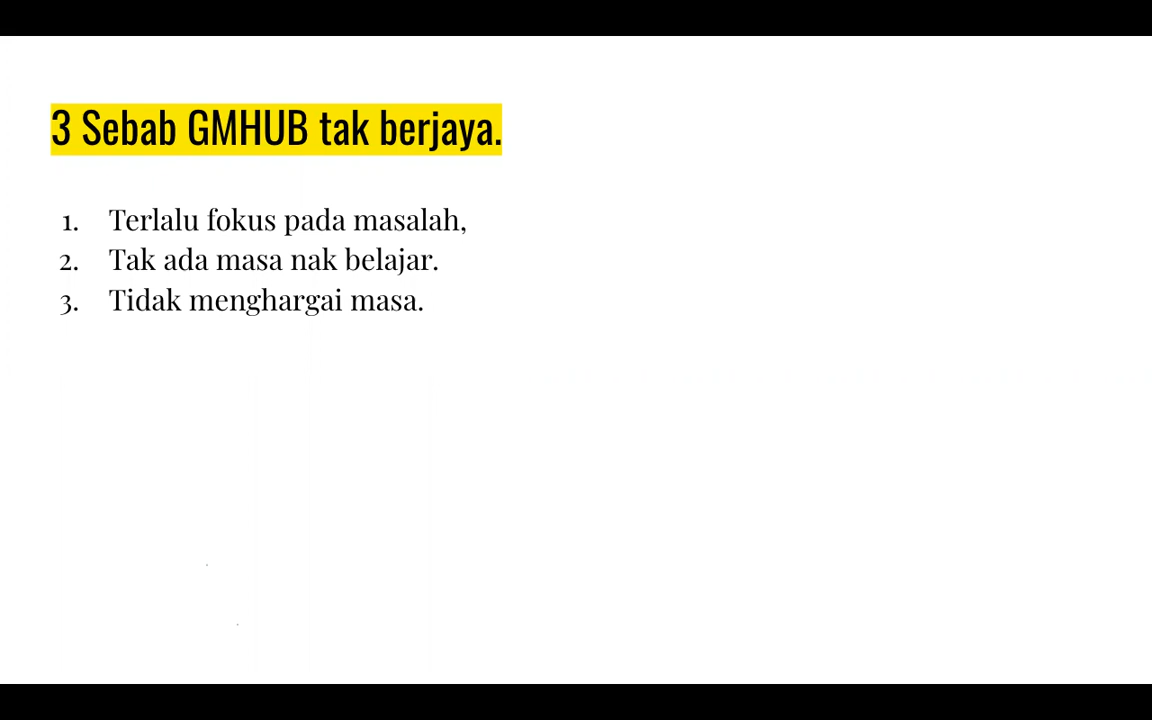 3 Sebab GMHUB tak berjaya.
1. Terlalu fokus pada masalah,
2. Tak ada masa nak belajar.
3. Tidak menghargai masa.